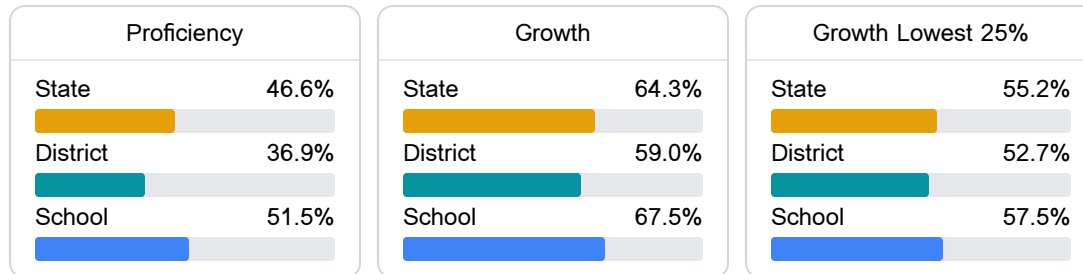 Proficiency
State 46.6%
District 36.9%
School 51.5%
Growth
State 64.3%
District 59.0%
School 67.5%
Growth Lowest 25%
State 55.2%
District 52.7%
School 57.5%